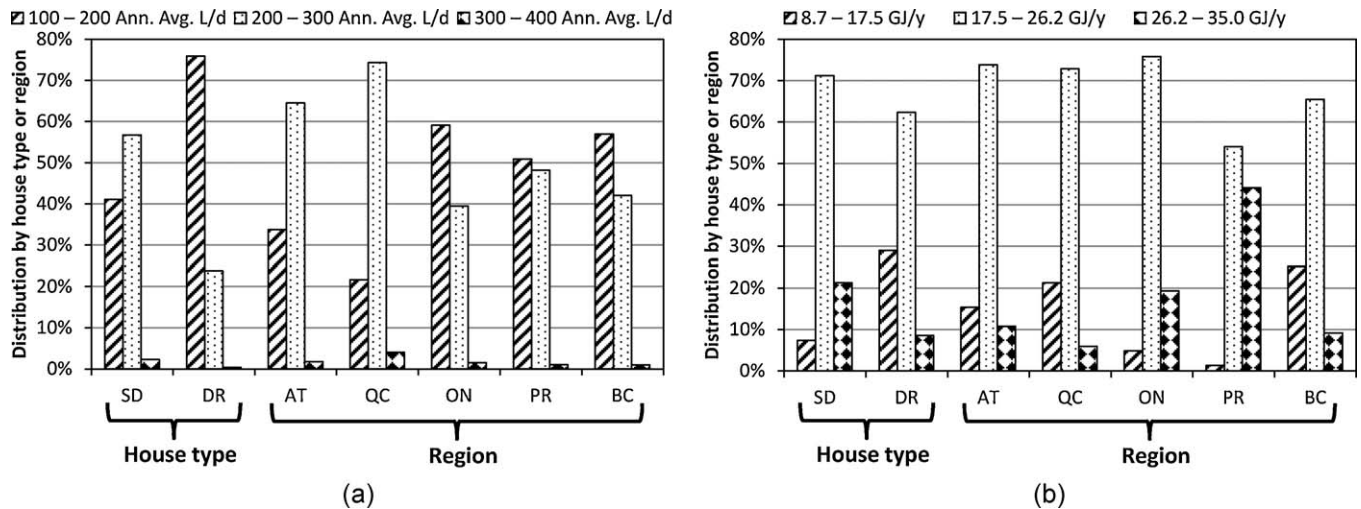 100 – 200 Ann. Avg. L/d 200 – 300 Ann. Avg. L/d 300 – 400 Ann. Avg. L/d
Distribution by house type or region
80%
70%
60%
50%
40%
30%
20%
10%
0%
SD DR AT QC ON PR BC
House type Region
(a)
8.7 – 17.5 GJ/y 17.5 – 26.2 GJ/y 26.2 – 35.0 GJ/y
Distribution by house type or region
80%
70%
60%
50%
40%
30%
20%
10%
0%
SD DR AT QC ON PR BC
House type Region
(b)